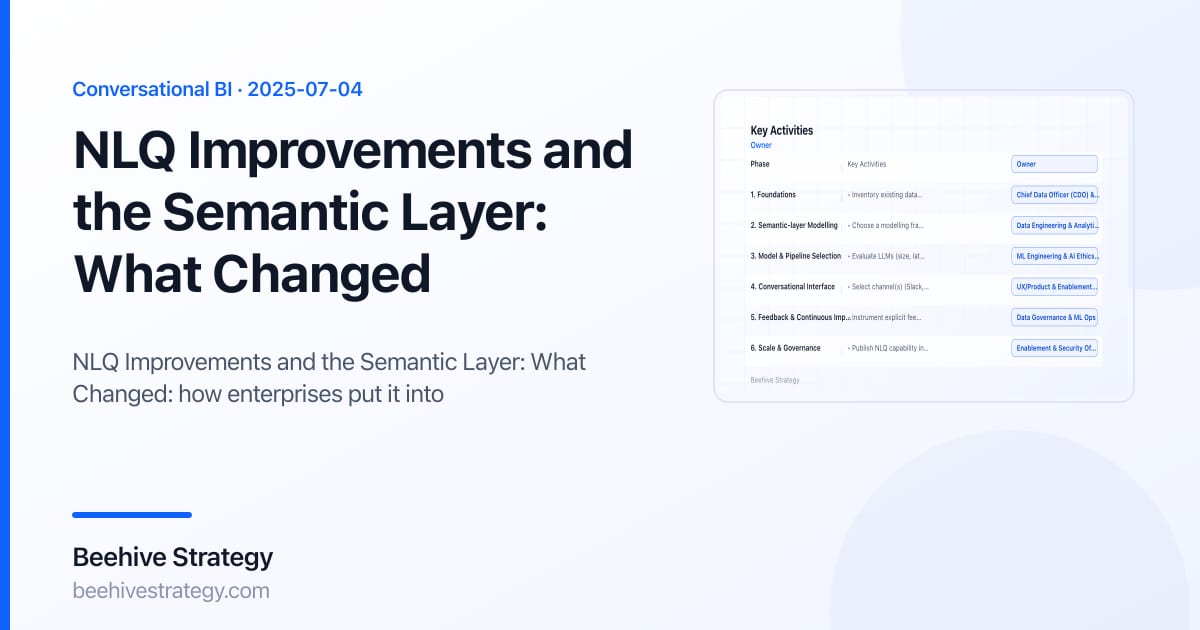 Conversational BI · 2025-07-04
NLQ Improvements and
the Semantic Layer:
What Changed
NLQ Improvements and the Semantic Layer: What
Changed: how enterprises put it into
Beehive Strategy
beehivestrategy.com
Key Activities
Owner
Phase Key Activities Owner
1. Foundations • Inventory existing data... Chief Data Officer (CDO) &...
2. Semantic-layer Modelling • Choose a modelling fra... Data Engineering & Analyti...
3. Model & Pipeline Selection • Evaluate LLMs (size, lat... ML Engineering & AI Ethics...
4. Conversational Interface • Select channel(s) (Slack,... UX/Product & Enablement...
5. Feedback & Continuous Imp... Instrument explicit fee... Data Governance & ML Ops
6. Scale & Governance • Publish NLQ capability in... Enablement & Security Of...
Beehive Strategy